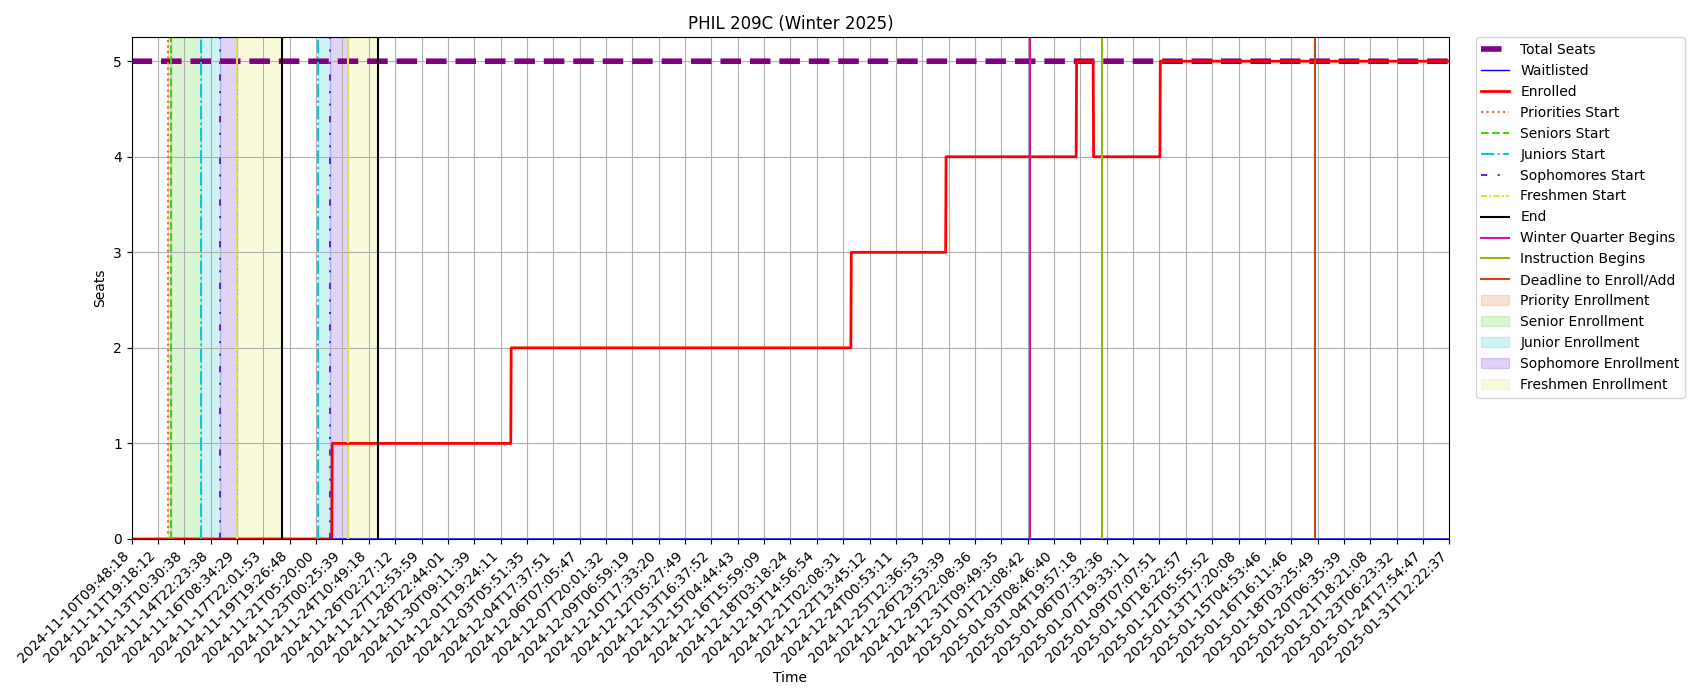 PHIL 209C (Winter 2025)
Seats
5
4
3
2
1
0
2024-11-10T09:48:18
2024-11-11T19:18:12
2024-11-13T10:30:38
2024-11-14T22:23:38
2024-11-16T08:34:29
2024-11-17T22:01:53
2024-11-19T19:26:48
2024-11-21T05:20:00
2024-11-23T00:25:39
2024-11-24T10:49:18
2024-11-26T02:27:12
2024-11-27T12:53:59
2024-11-28T22:44:01
2024-11-30T09:11:39
2024-12-01T19:24:11
2024-12-03T05:51:35
2024-12-04T17:37:51
2024-12-06T07:05:47
2024-12-07T20:01:32
2024-12-09T06:59:19
2024-12-10T17:33:20
2024-12-12T05:27:49
2024-12-13T16:37:52
2024-12-15T04:44:43
2024-12-16T15:59:09
2024-12-18T03:18:24
2024-12-19T14:56:54
2024-12-21T02:08:31
2024-12-22T13:45:12
2024-12-24T00:53:11
2024-12-25T12:36:53
2024-12-26T23:53:39
2024-12-29T22:08:36
2024-12-31T09:49:35
2025-01-01T21:08:42
2025-01-03T08:46:40
2025-01-04T19:57:18
2025-01-06T07:32:36
2025-01-07T19:33:11
2025-01-09T07:07:51
2025-01-10T18:22:57
2025-01-12T05:55:52
2025-01-13T17:20:08
2025-01-15T04:53:46
2025-01-16T16:11:46
2025-01-18T03:25:49
2025-01-20T06:35:39
2025-01-21T18:21:08
2025-01-23T06:23:32
2025-01-24T17:54:47
2025-01-31T12:22:37
Time
Total Seats
Waitlisted
Enrolled
Priorities Start
Seniors Start
Juniors Start
Sophomores Start
Freshmen Start
End
Winter Quarter Begins
Instruction Begins
Deadline to Enroll/Add
Priority Enrollment
Senior Enrollment
Junior Enrollment
Sophomore Enrollment
Freshmen Enrollment